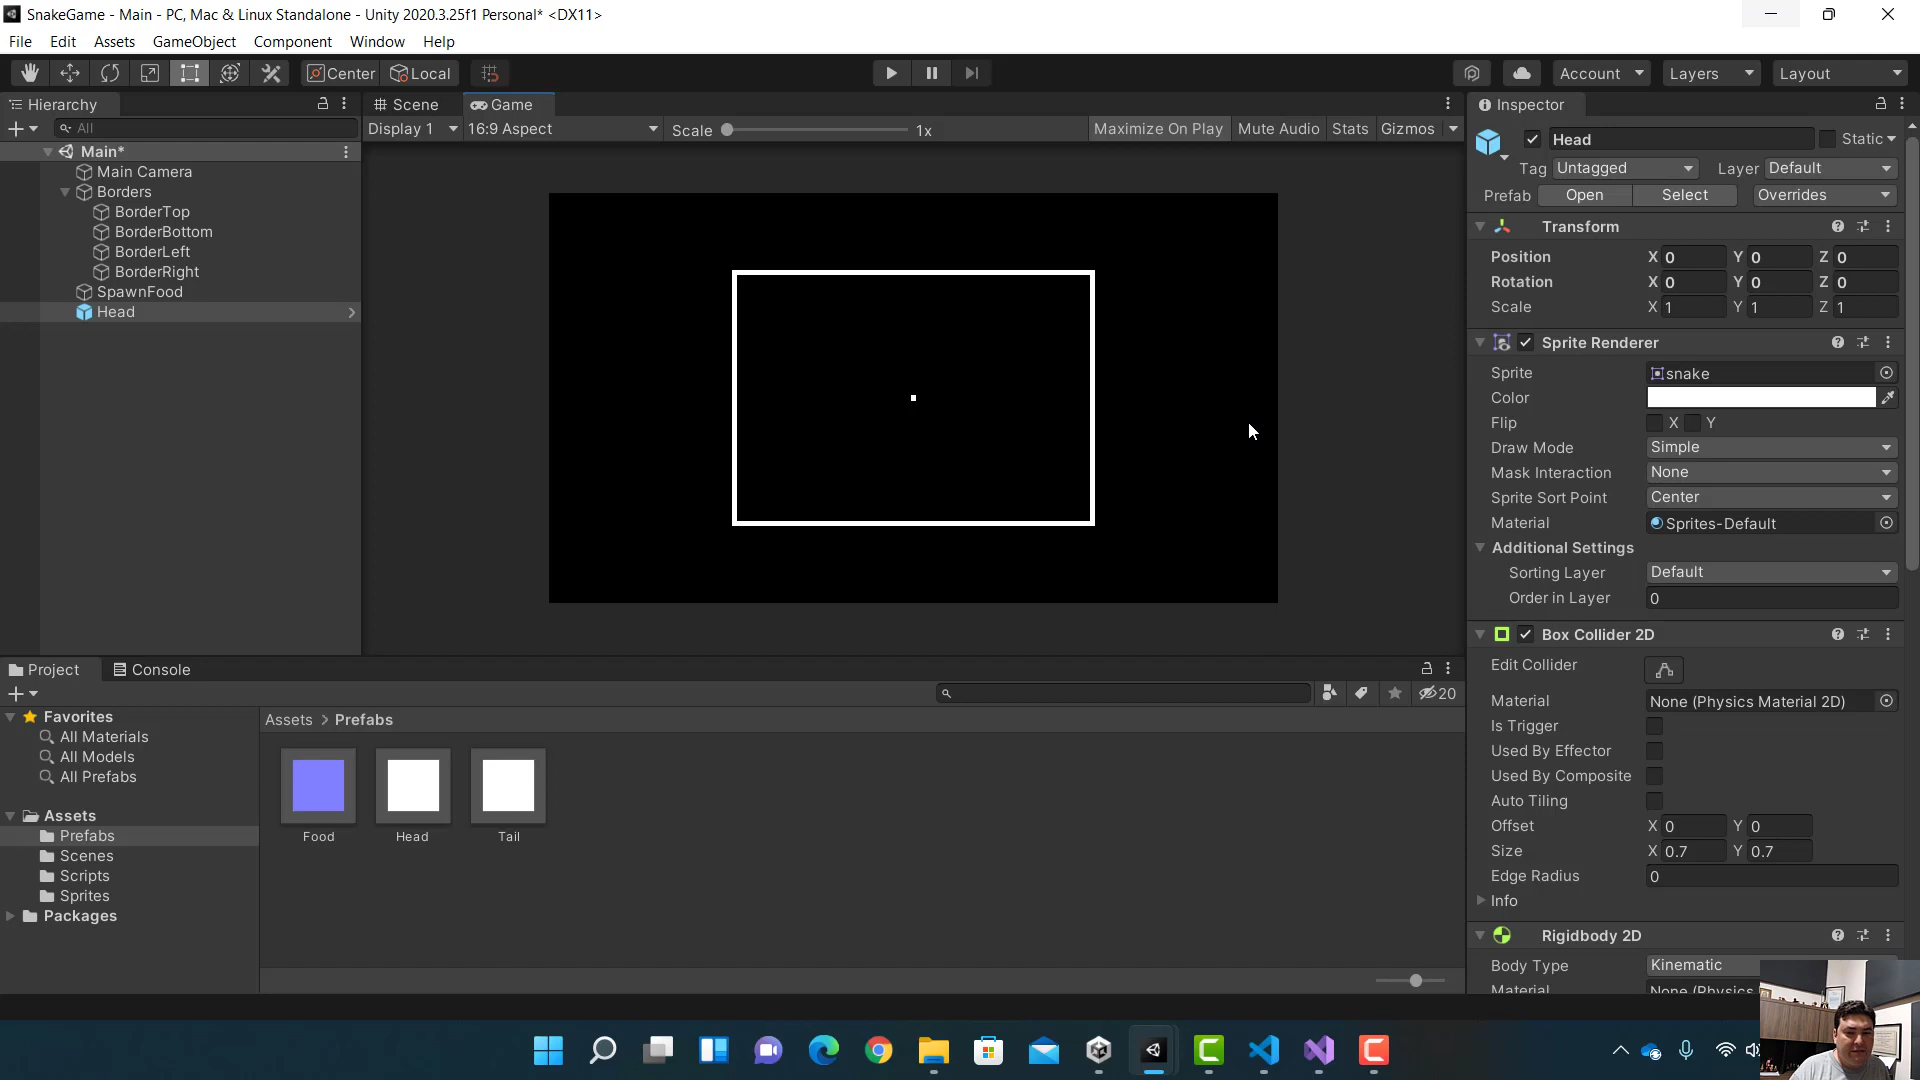 SnakeGame - Main - PC, Mac & Linux Standalone - Unity 2020.3.25f1 Personal* <DX11>
File Edit Assets GameObject Component Window Help
Center Local
Account Layers Layout
Hierarchy
All
Main*
Main Camera
Borders
BorderTop
BorderBottom
BorderLeft
BorderRight
SpawnFood
Head
Scene Game
Display 1 16:9 Aspect Scale 1x Maximize On Play Mute Audio Stats Gizmos
Inspector
Head Static
Tag Untagged Layer Default
Prefab Open Select Overrides
Transform
Position X 0 Y 0 Z 0
Rotation X 0 Y 0 Z 0
Scale X 1 Y 1 Z 1
Sprite Renderer
Sprite snake
Color
Flip X Y
Draw Mode Simple
Mask Interaction None
Sprite Sort Point Center
Material Sprites-Default
Additional Settings
Sorting Layer Default
Order in Layer 0
Box Collider 2D
Edit Collider
Material None (Physics Material 2D)
Is Trigger
Used By Effector
Used By Composite
Auto Tiling
Offset X 0 Y 0
Size X 0.7 Y 0.7
Edge Radius 0
Info
Rigidbody 2D
Body Type Kinematic
Material None (Physics
Project Console
20
Favorites
All Materials
All Models
All Prefabs
Assets
Prefabs
Scenes
Scripts
Sprites
Packages
Assets > Prefabs
Food Head Tail